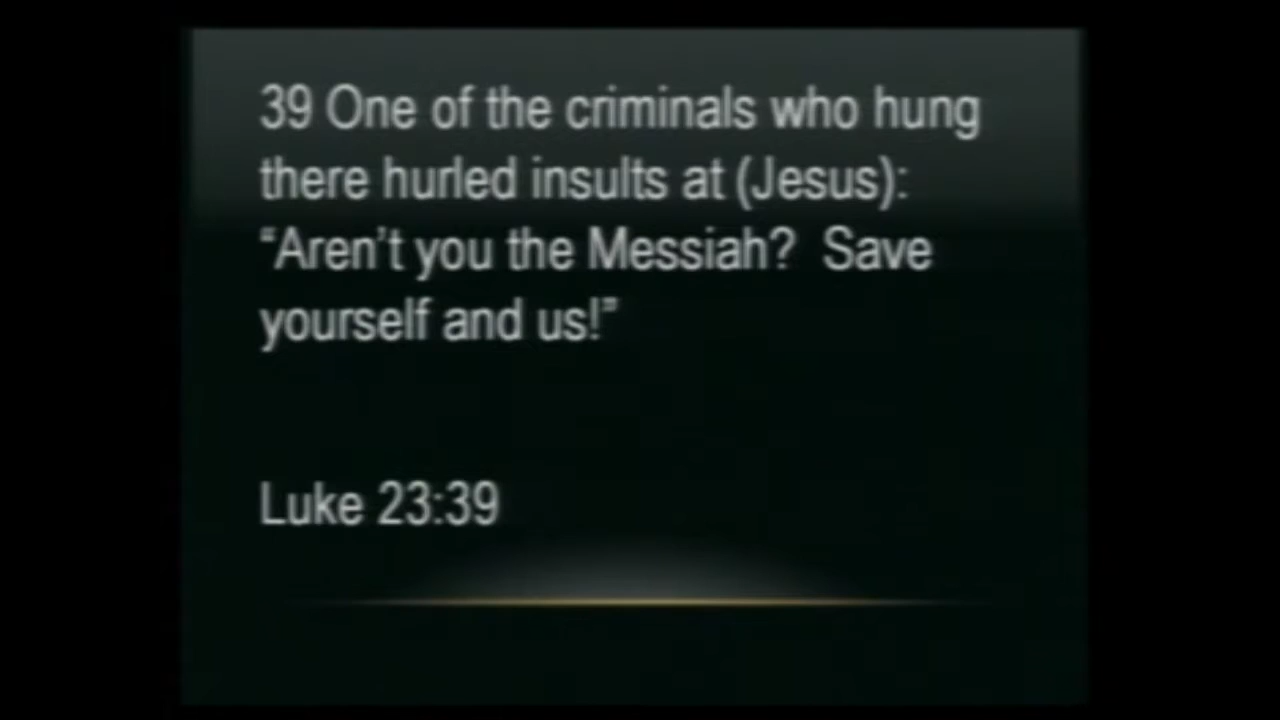 39 One of the criminals who hung
there hurled insults at (Jesus):
“Aren’t you the Messiah?  Save
yourself and us!”
Luke 23:39